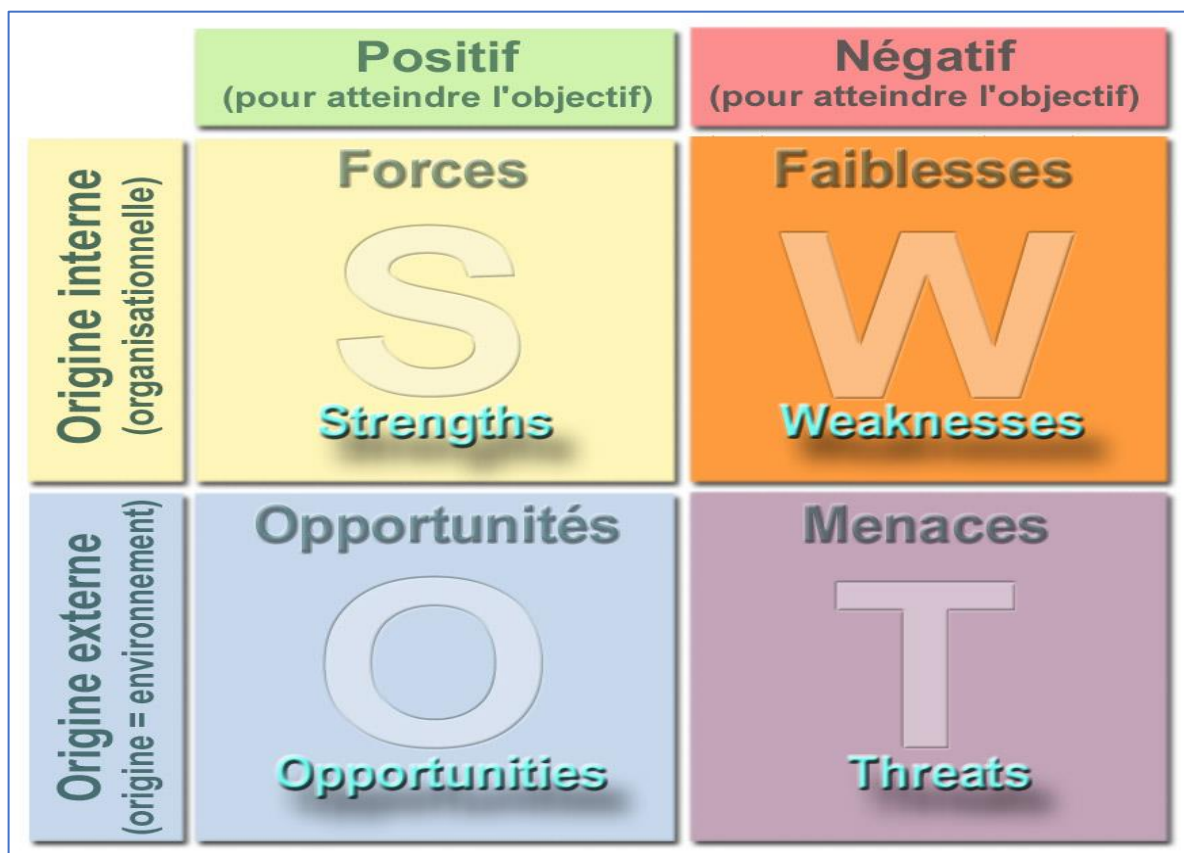 Positif
(pour atteindre l'objectif)
Négatif
(pour atteindre l'objectif)
Origine interne
(organisationnelle)
Forces
S
Strengths
Faiblesses
W
Weaknesses
Origine externe
(origine = environnement)
Opportunités
O
Opportunities
Menaces
T
Threats